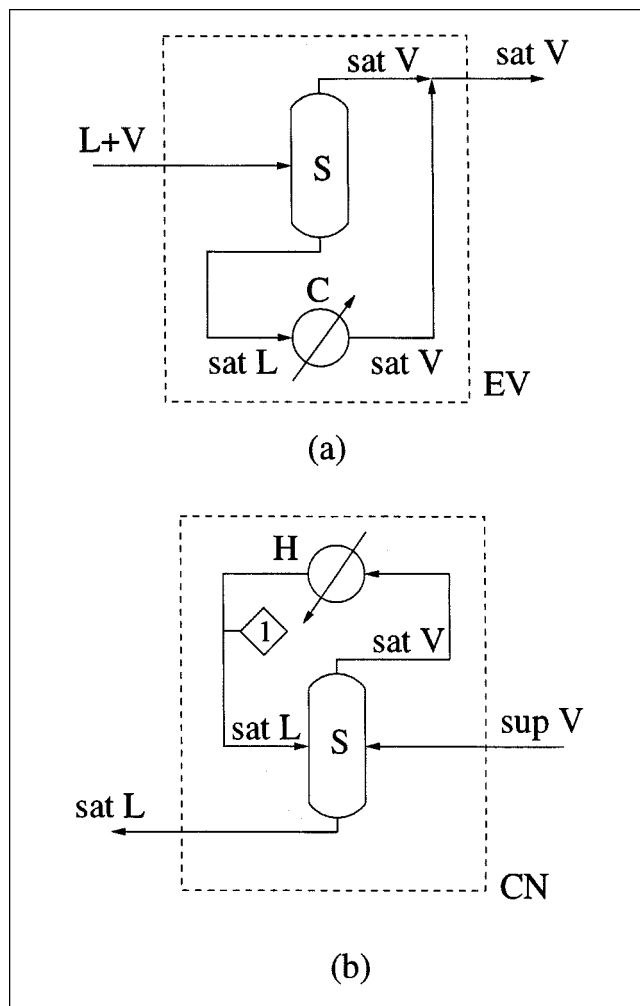 sat V
sat V
L+V
S
C
sat L
sat V
EV
(a)
H
1
sat V
sat L
S
sup V
sat L
CN
(b)